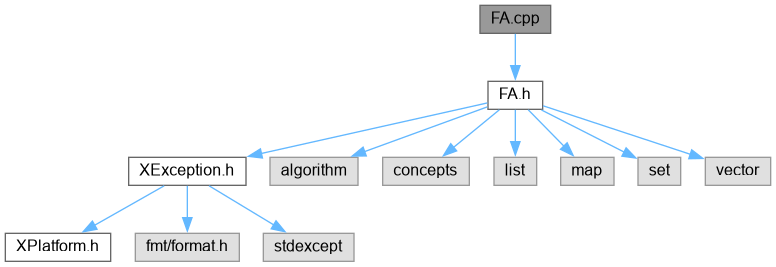 FA.cpp
FA.h
XException.h
algorithm
concepts
list
map
set
vector
XPlatform.h
fmt/format.h
stdexcept